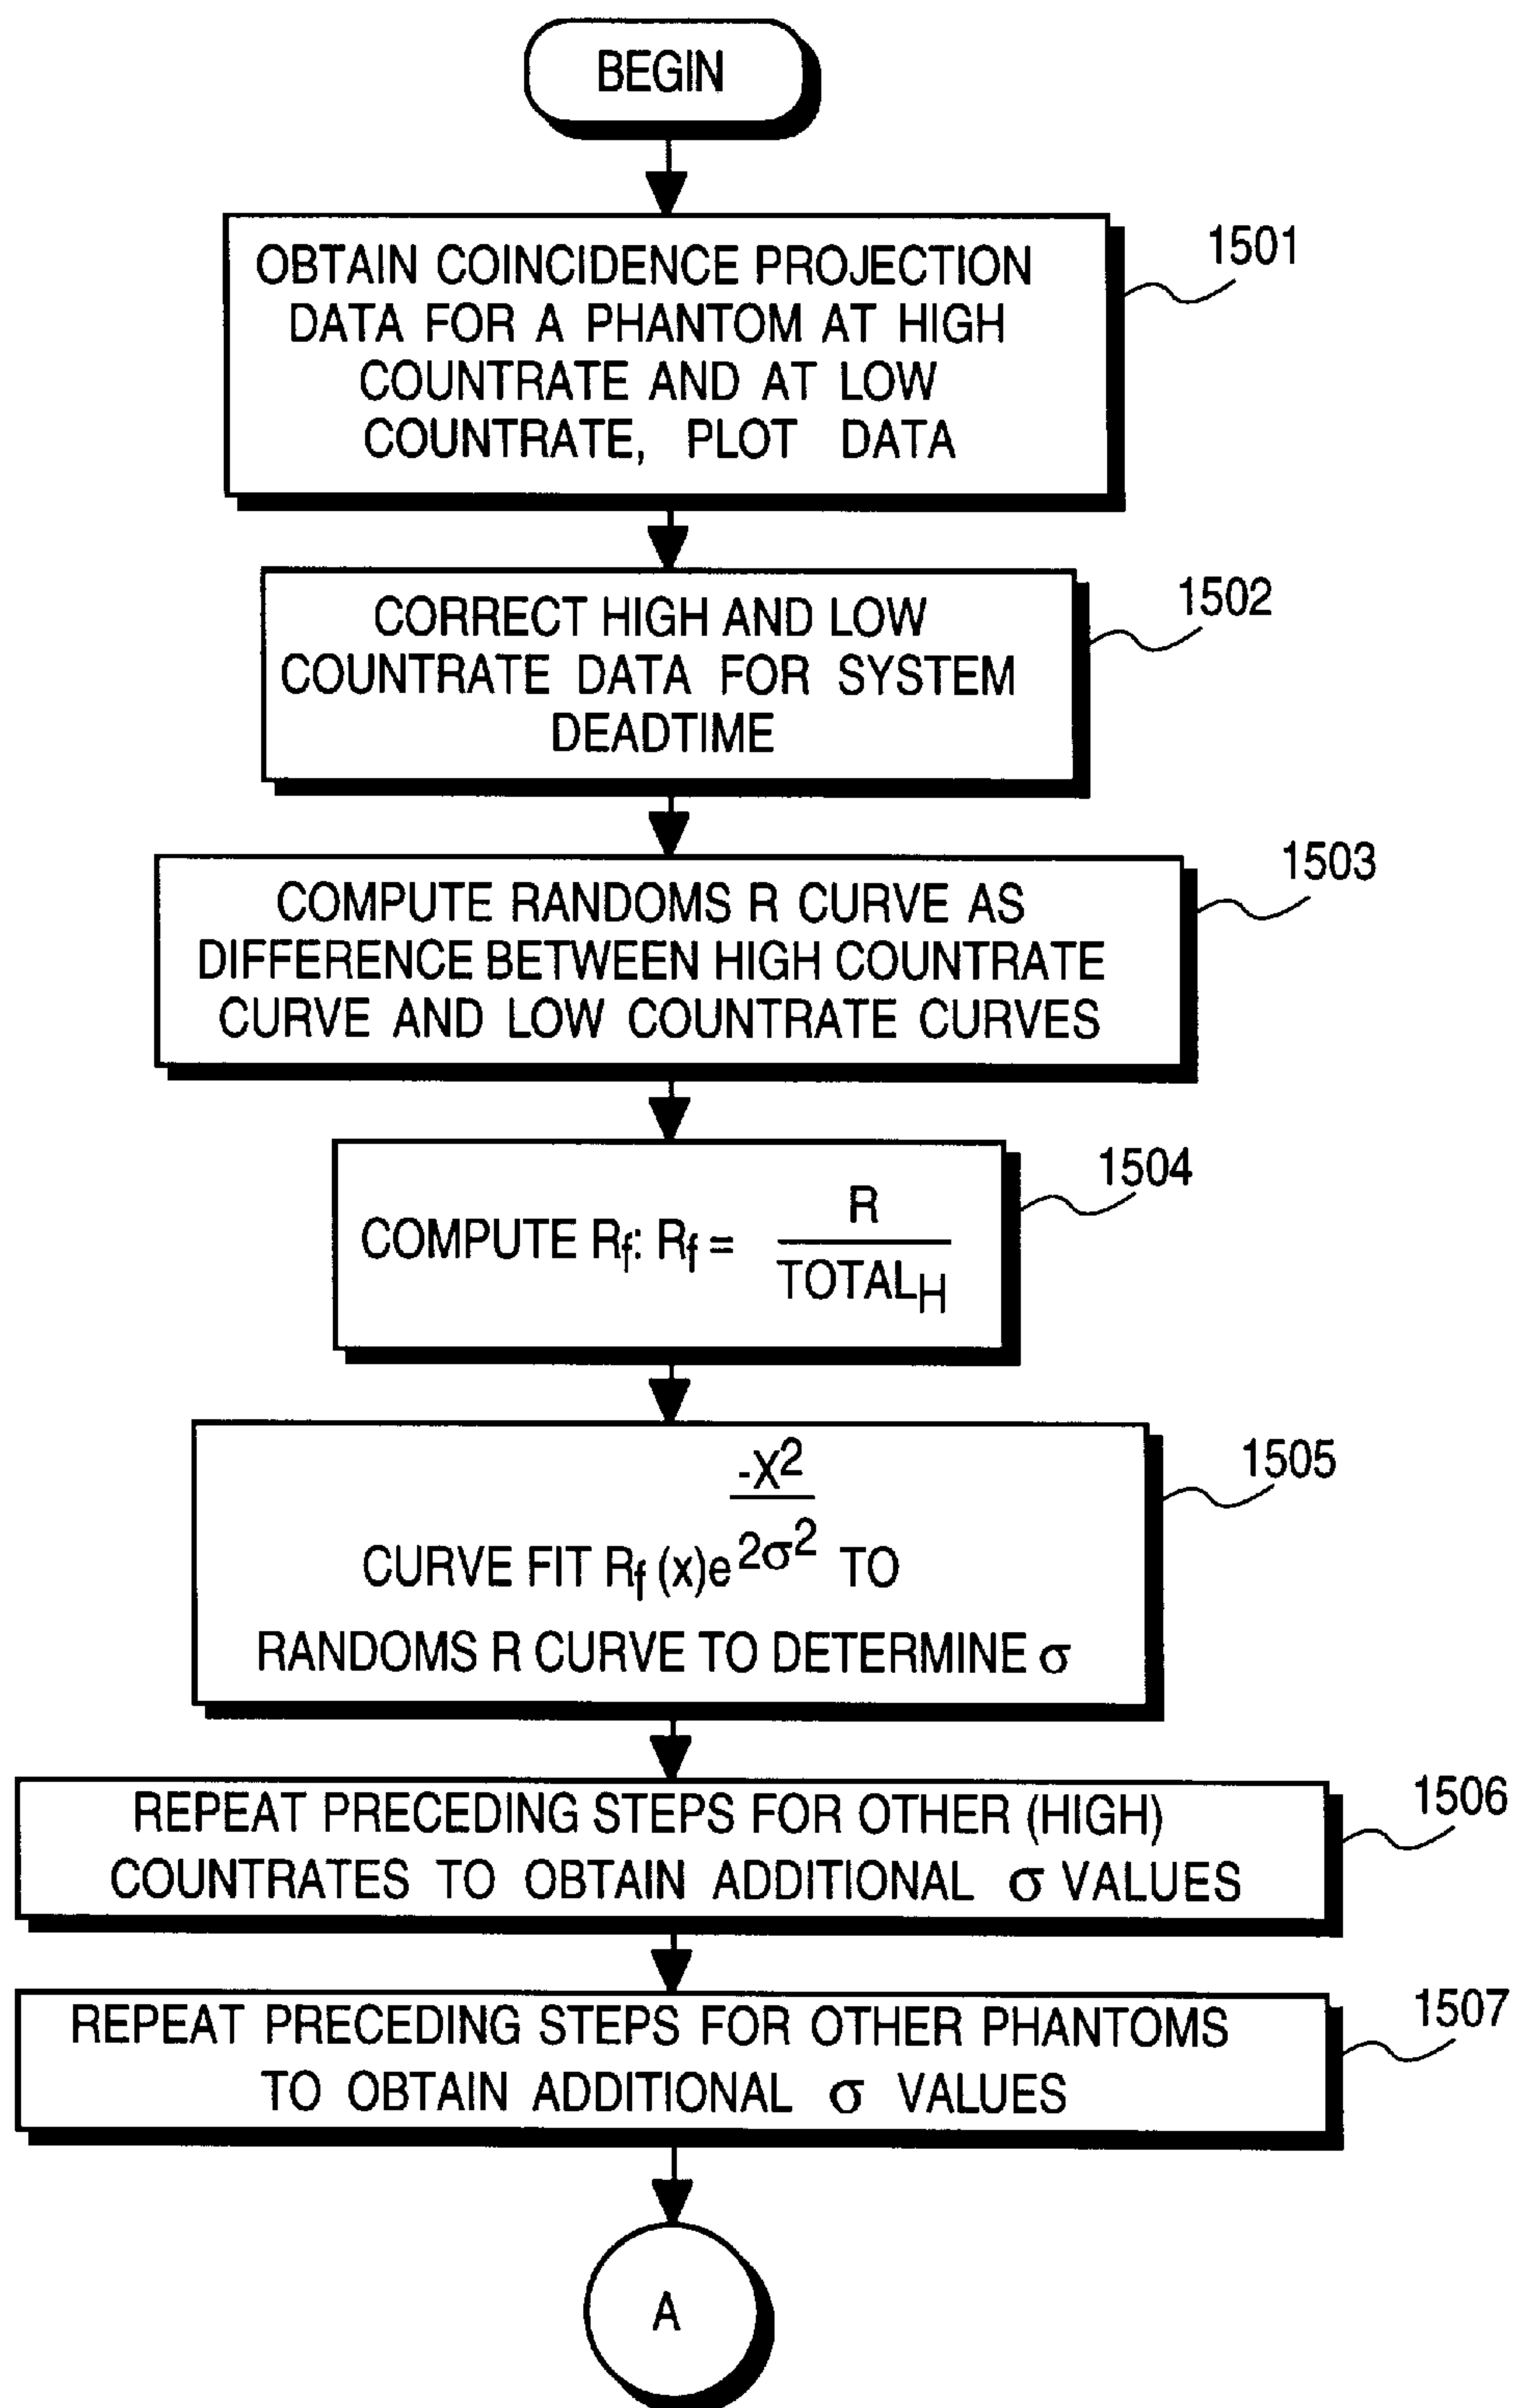 BEGIN
OBTAIN COINCIDENCE PROJECTION
DATA FOR A PHANTOM AT HIGH
COUNTRATE AND AT LOW
COUNTRATE, PLOT DATA
1501
CORRECT HIGH AND LOW
COUNTRATE DATA FOR SYSTEM
DEADTIME
1502
COMPUTE RANDOMS R CURVE AS
DIFFERENCE BETWEEN HIGH COUNTRATE
CURVE AND LOW COUNTRATE CURVES
1503
R
COMPUTE Rf: Rf =
TOTALH
1504
-X2
CURVE FIT Rf (x)e2σ2 TO
RANDOMS R CURVE TO DETERMINE σ
1505
REPEAT PRECEDING STEPS FOR OTHER (HIGH)
COUNTRATES TO OBTAIN ADDITIONAL σ VALUES
1506
REPEAT PRECEDING STEPS FOR OTHER PHANTOMS
TO OBTAIN ADDITIONAL σ VALUES
1507
A